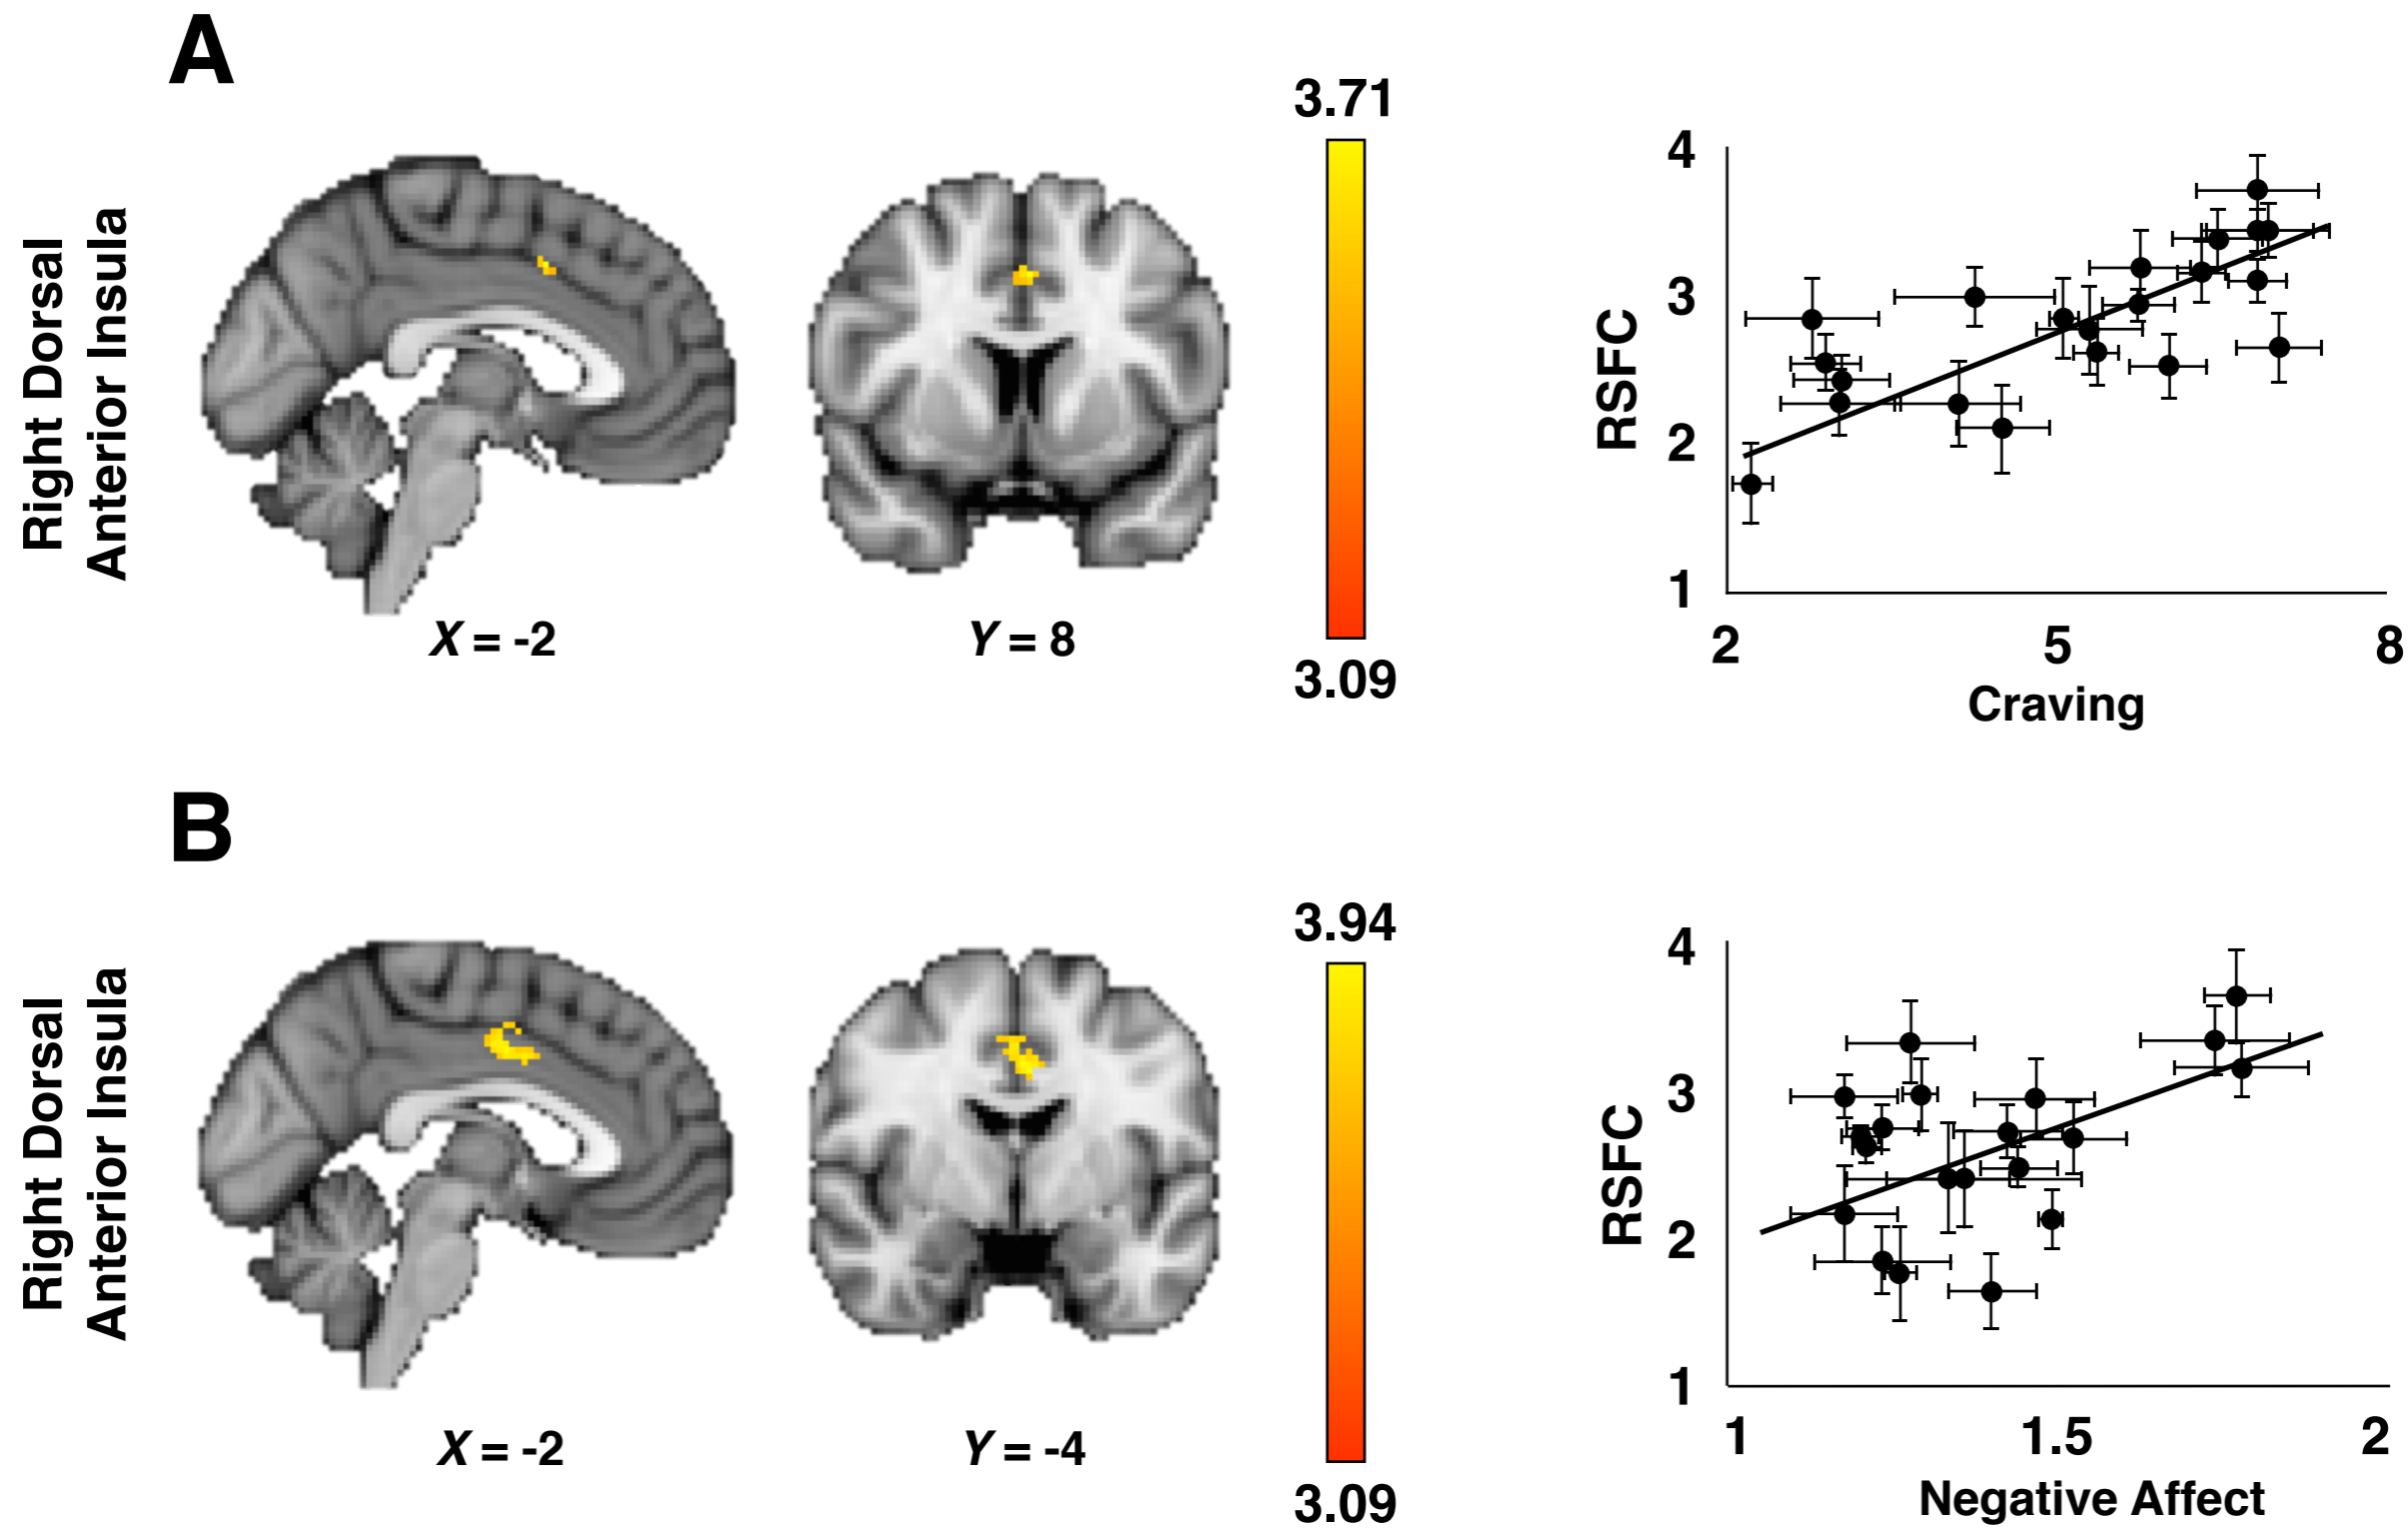 A
Right Dorsal
Anterior Insula
X = -2
Y = 8
3.71
3.09
RSFC
4
3
2
1
2
5
8
Craving
B
Right Dorsal
Anterior Insula
X = -2
Y = -4
3.94
3.09
RSFC
4
3
2
1
1
1.5
2
Negative Affect